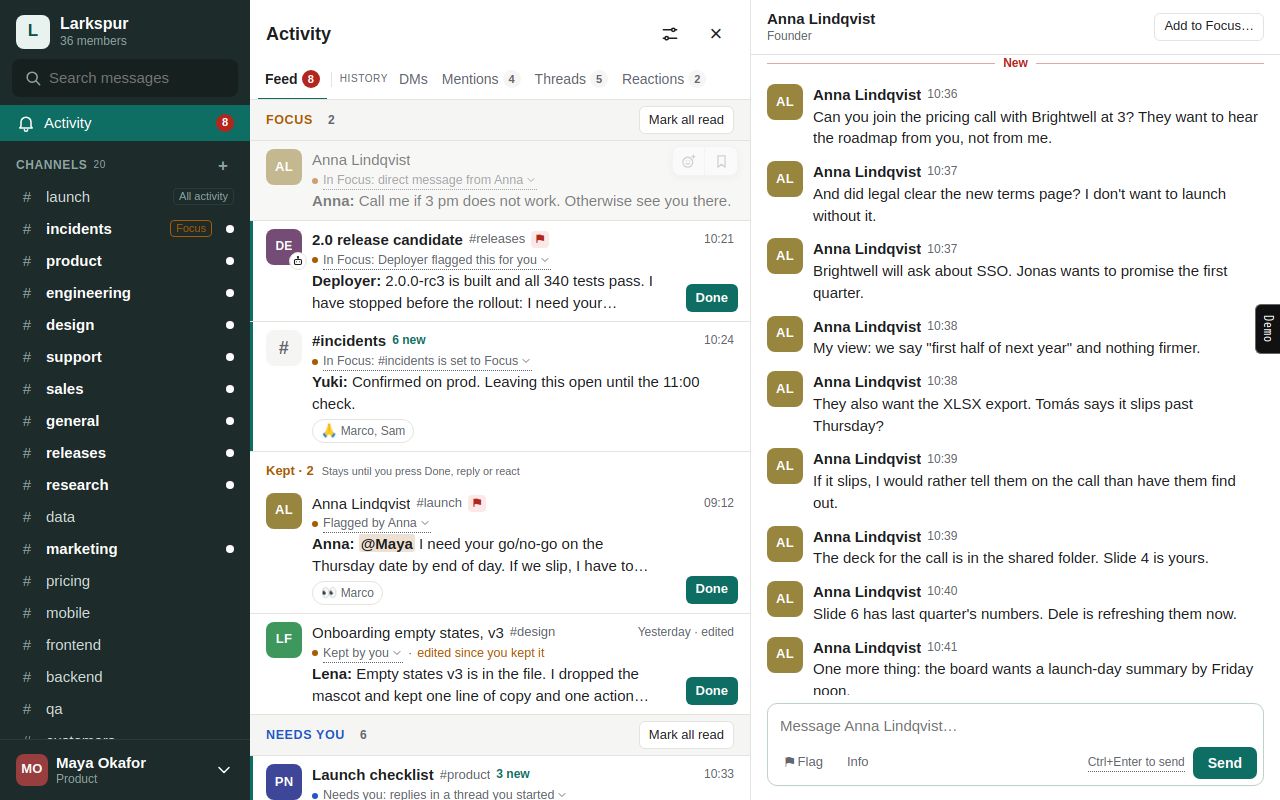 L
Larkspur
36 members
Search messages
Activity
8
CHANNELS 20
+
# launch
All activity
# incidents
Focus
# product
# engineering
# design
# support
# sales
# general
# releases
# research
# data
# marketing
# pricing
# mobile
# frontend
# backend
# qa
# customers
MO
Maya Okafor
Product
Activity
Feed 8
HISTORY
DMs
Mentions 4
Threads 5
Reactions 2
FOCUS 2
Mark all read
AL
Anna Lindqvist
In Focus: direct message from Anna
Anna: Call me if 3 pm does not work. Otherwise see you there.
DE
2.0 release candidate #releases
10:21
In Focus: Deployer flagged this for you
Deployer: 2.0.0-rc3 is built and all 340 tests pass. I
have stopped before the rollout: I need your…
Done
#
#incidents 6 new
10:24
In Focus: #incidents is set to Focus
Yuki: Confirmed on prod. Leaving this open until the 11:00
check.
🙏 Marco, Sam
Kept · 2 Stays until you press Done, reply or react
AL
Anna Lindqvist #launch
09:12
Flagged by Anna
Anna: @Maya I need your go/no-go on the
Thursday date by end of day. If we slip, I have to…
👀 Marco
Done
LF
Onboarding empty states, v3 #design
Yesterday · edited
Kept by you · edited since you kept it
Lena: Empty states v3 is in the file. I dropped the
mascot and kept one line of copy and one action…
Done
NEEDS YOU 6
Mark all read
PN
Launch checklist #product 3 new
10:33
Needs you: replies in a thread you started
Anna Lindqvist
Founder
Add to Focus…
New
AL
Anna Lindqvist 10:36
Can you join the pricing call with Brightwell at 3? They want to hear
the roadmap from you, not from me.
AL
Anna Lindqvist 10:37
And did legal clear the new terms page? I don't want to launch
without it.
AL
Anna Lindqvist 10:37
Brightwell will ask about SSO. Jonas wants to promise the first
quarter.
AL
Anna Lindqvist 10:38
My view: we say "first half of next year" and nothing firmer.
AL
Anna Lindqvist 10:38
They also want the XLSX export. Tomás says it slips past
Thursday?
AL
Anna Lindqvist 10:39
If it slips, I would rather tell them on the call than have them find
out.
AL
Anna Lindqvist 10:39
The deck for the call is in the shared folder. Slide 4 is yours.
AL
Anna Lindqvist 10:40
Slide 6 has last quarter's numbers. Dele is refreshing them now.
AL
Anna Lindqvist 10:41
One more thing: the board wants a launch-day summary by Friday
noon.
Message Anna Lindqvist…
Flag
Info
Ctrl+Enter to send
Send
Demo